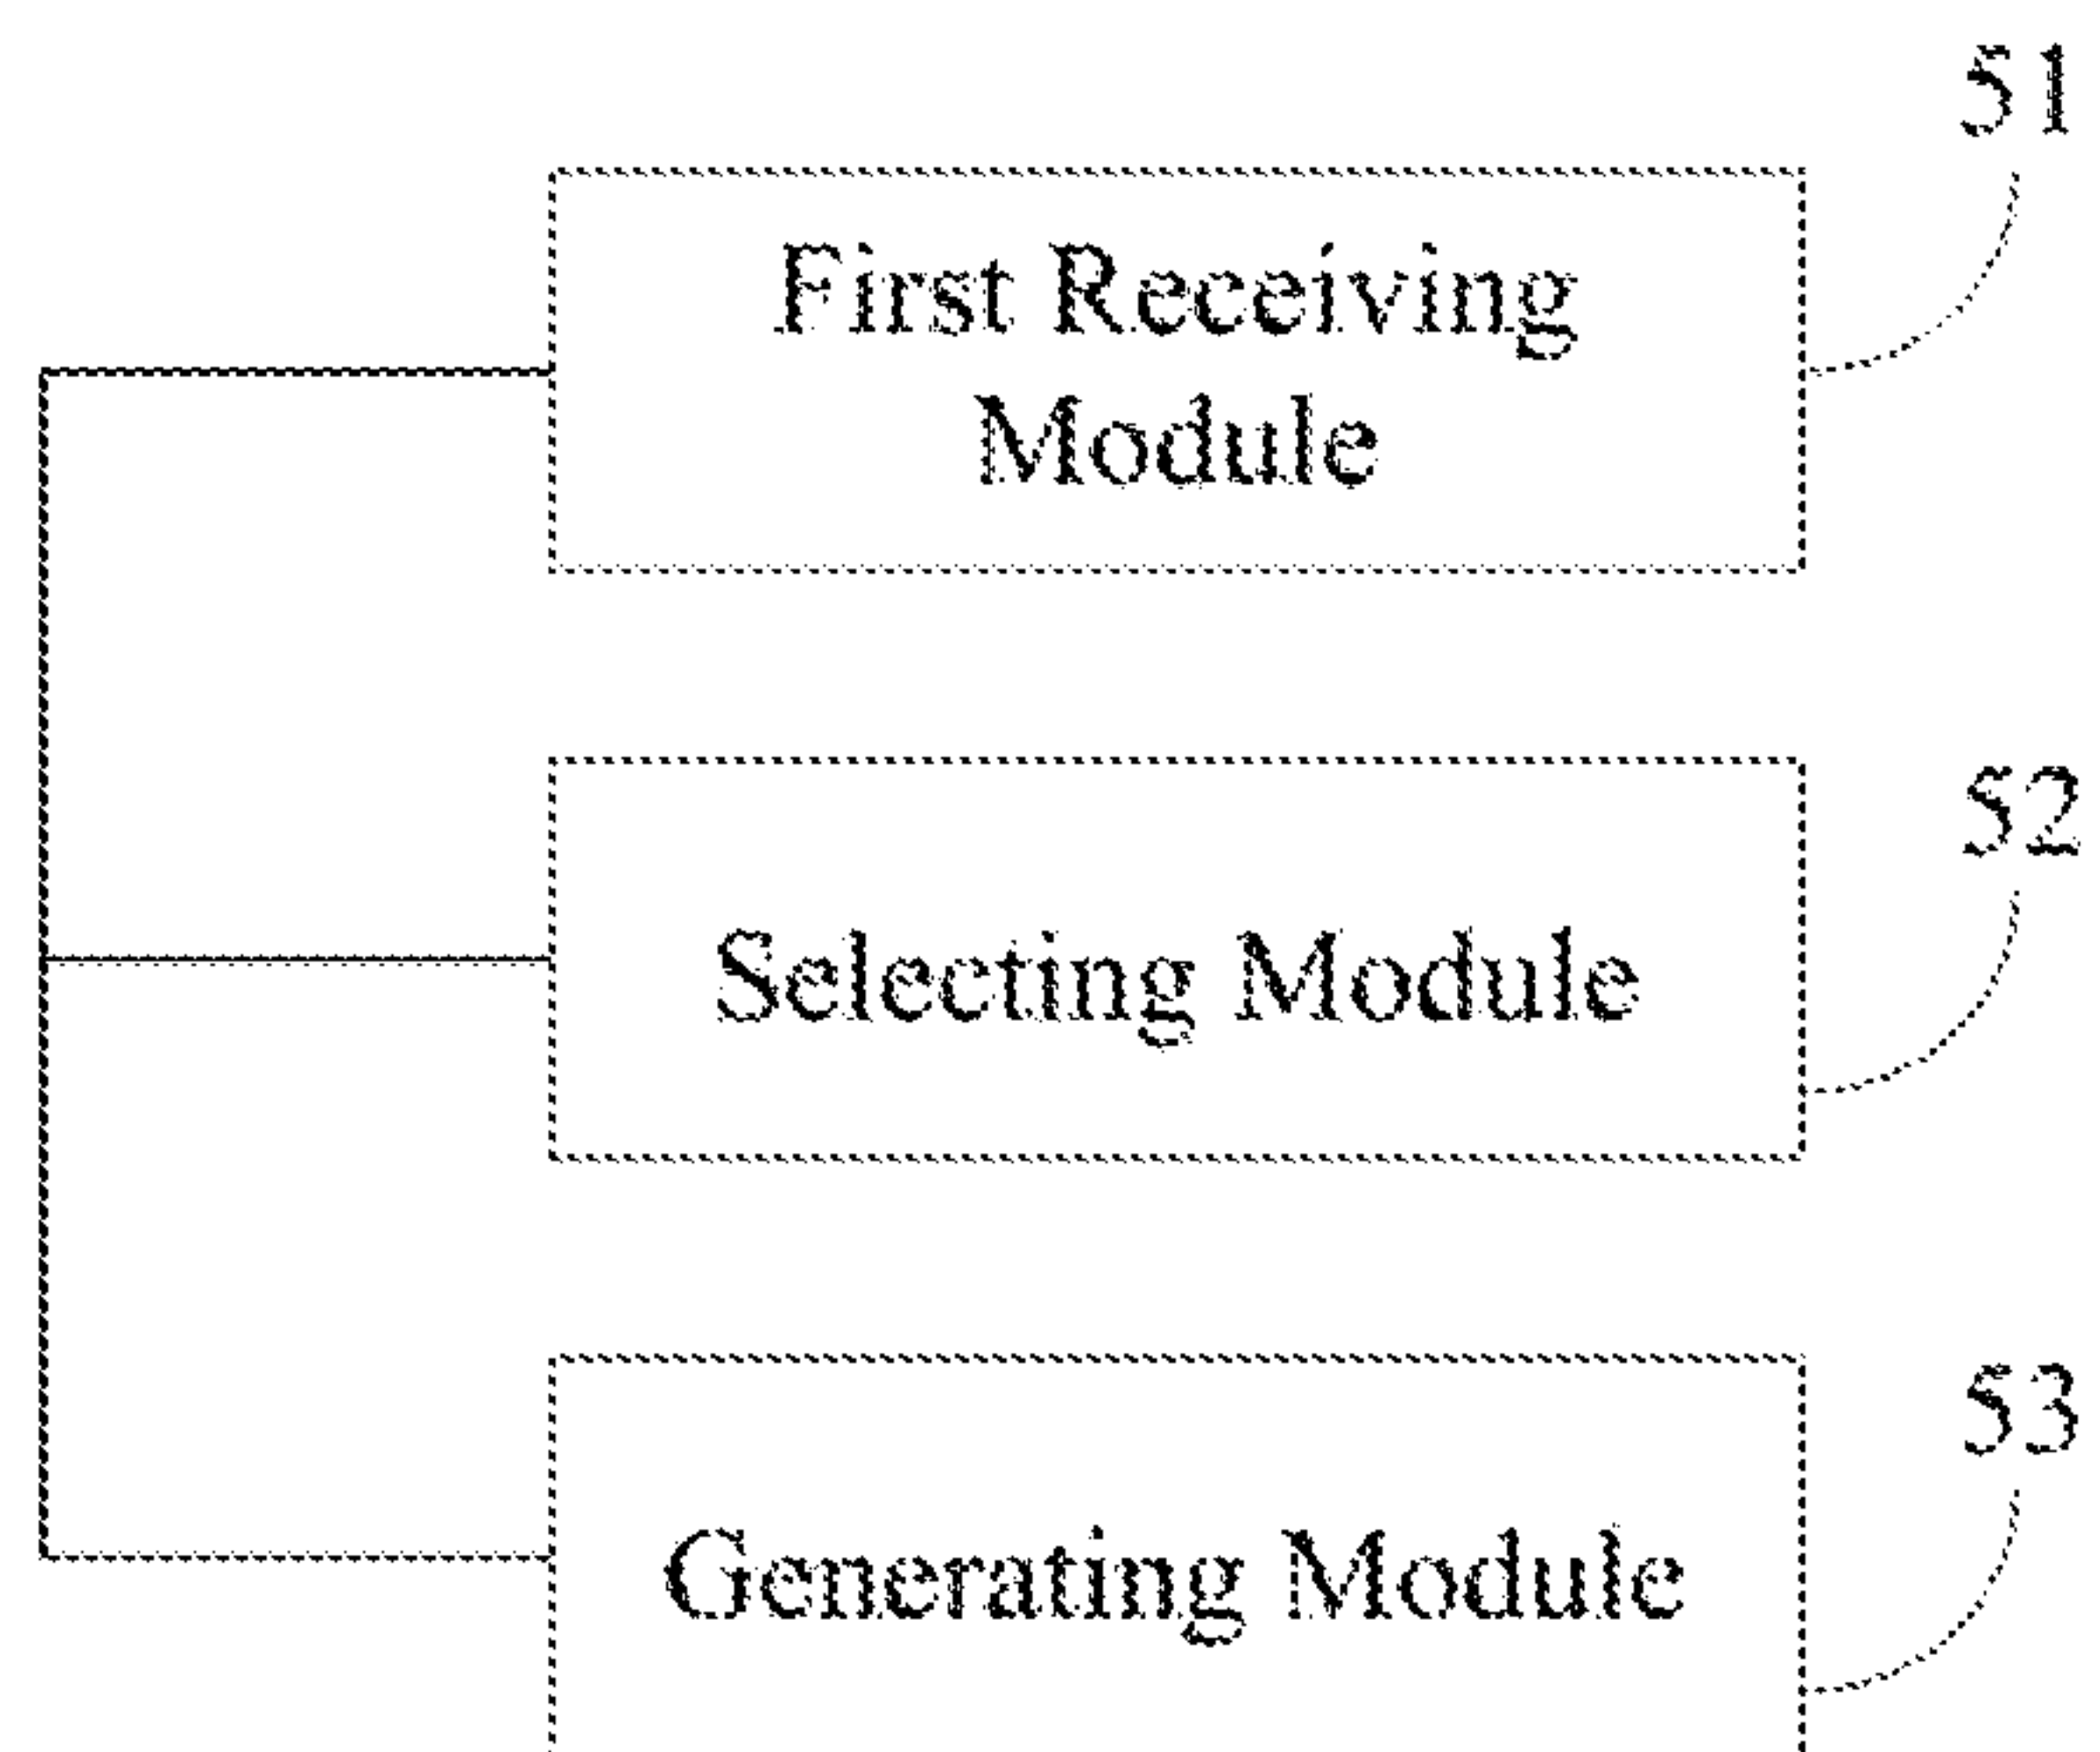 51
First Receiving
Module
52
Selecting Module
53
Generating Module